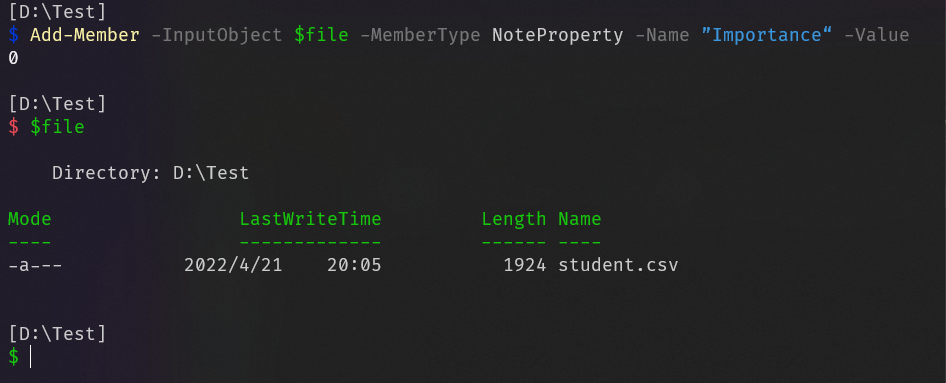 [D:\Test]
$ Add-Member -InputObject $file -MemberType NoteProperty -Name ”Importance“ -Value
0
[D:\Test]
$ $file
Directory: D:\Test
Mode LastWriteTime Length Name
---- ------------- ------ ----
-a--- 2022/4/21 20:05 1924 student.csv
[D:\Test]
$